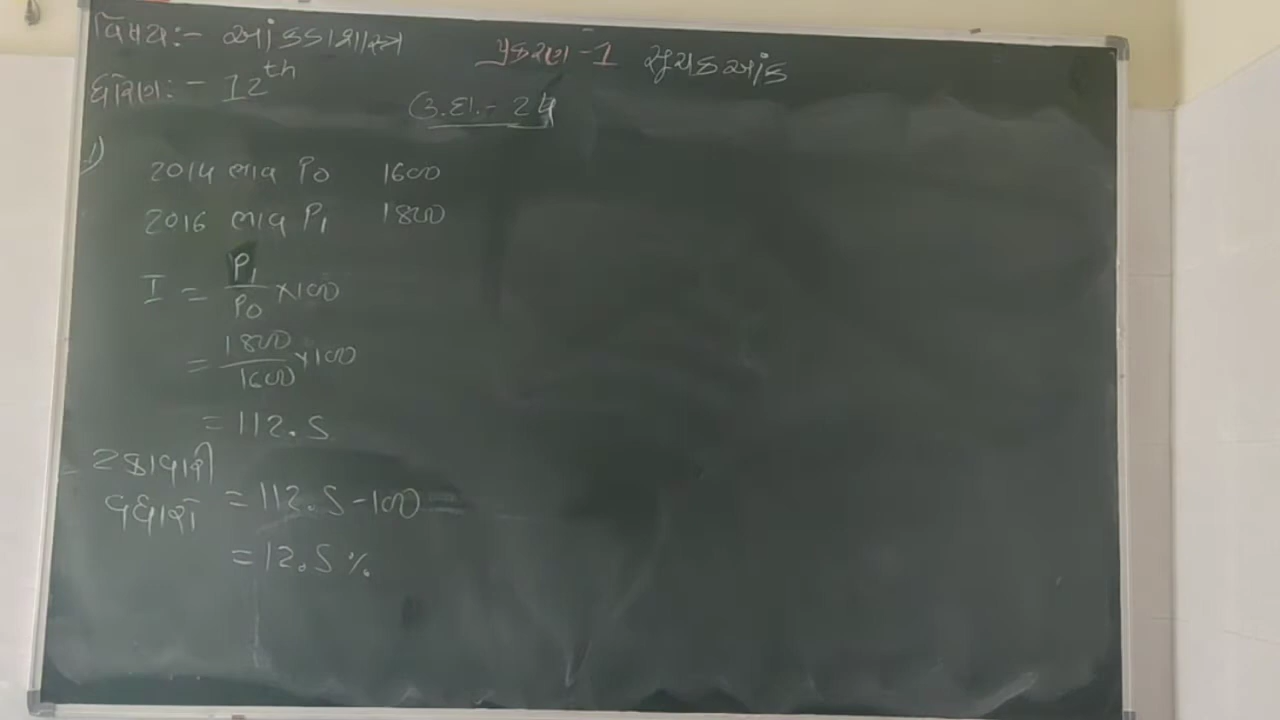 વિષય:- આંકડાશાસ્ત્ર
પ્રકરણ -1 સૂચકઆંક
ધોરણ:- 12th
ઉ.દા.- 24
1)
2014 ભાવ P0 1600
2016 ભાવ P1 1800
I = P1/P0 ×100
= 1800/1600 ×100
= 112.5
ટકાવારી
વધારો = 112.5-100
= 12.5 %